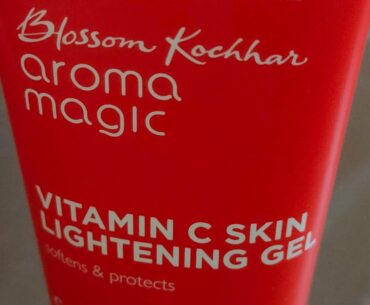 Blossom Kochhar
aroma
magic
VITAMIN C SKIN
LIGHTENING GEL
softens & protects